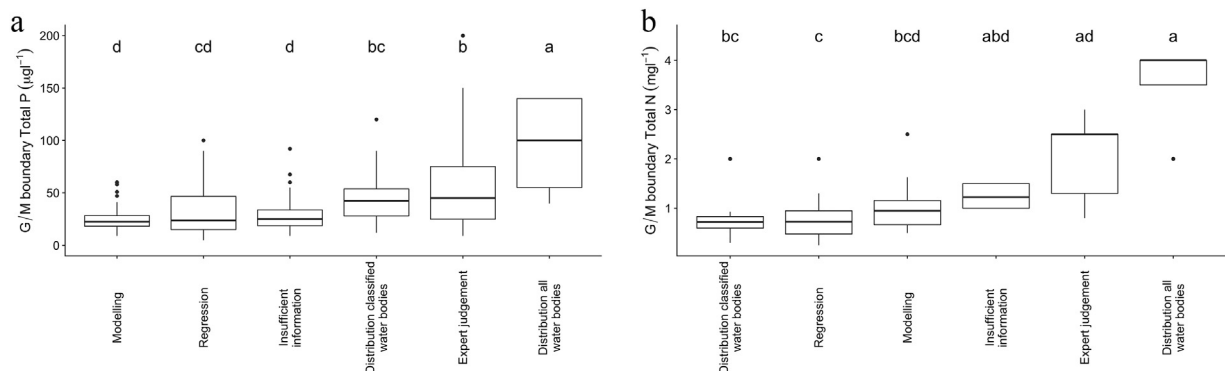 a
G/M boundary Total P (µgl⁻¹)
200
150
100
50
0
d
cd
d
bc
b
a
Modelling
Regression
Insufficient
information
Distribution classified
water bodies
Expert judgement
Distribution all
water bodies
b
G/M boundary Total N (mgl⁻¹)
4
3
2
1
bc
c
bcd
abd
ad
a
Distribution classified
water bodies
Regression
Modelling
Insufficient
information
Expert judgement
Distribution all
water bodies